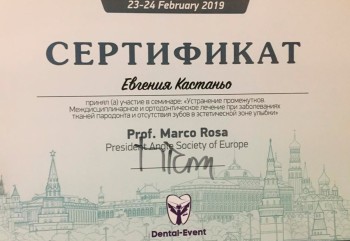 23-24 February 2019
СЕРТИФИКАТ
Евгения Кастаньо
принял (а) участие в семинаре: «Устранение промежутков.
Междисциплинарное и ортодонтическое лечение при заболеваниях
тканей пародонта и отсутствия зубов в эстетической зоне улыбки»
Prof. Marco Rosa
President Angle Society of Europe
Dental-Event